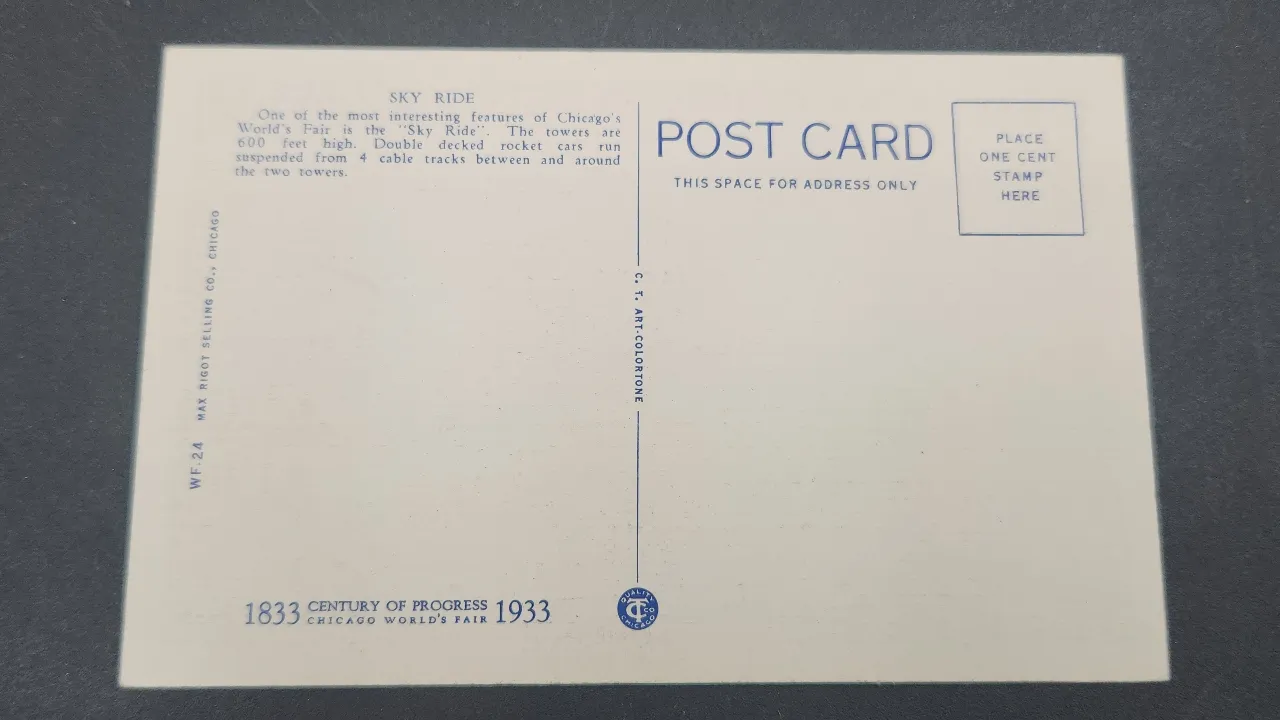 SKY RIDE
One of the most interesting features of Chicago's
World's Fair is the "Sky Ride". The towers are
600 feet high. Double decked rocket cars run
suspended from 4 cable tracks between and around
the two towers.
WF-24 MAX RIGOT SELLING CO., CHICAGO
1833 CENTURY OF PROGRESS 1933
CHICAGO WORLD'S FAIR
C. T. ART-COLORTONE
QUALITY
CT
CO
CHICAGO
POST CARD
THIS SPACE FOR ADDRESS ONLY
PLACE
ONE CENT
STAMP
HERE